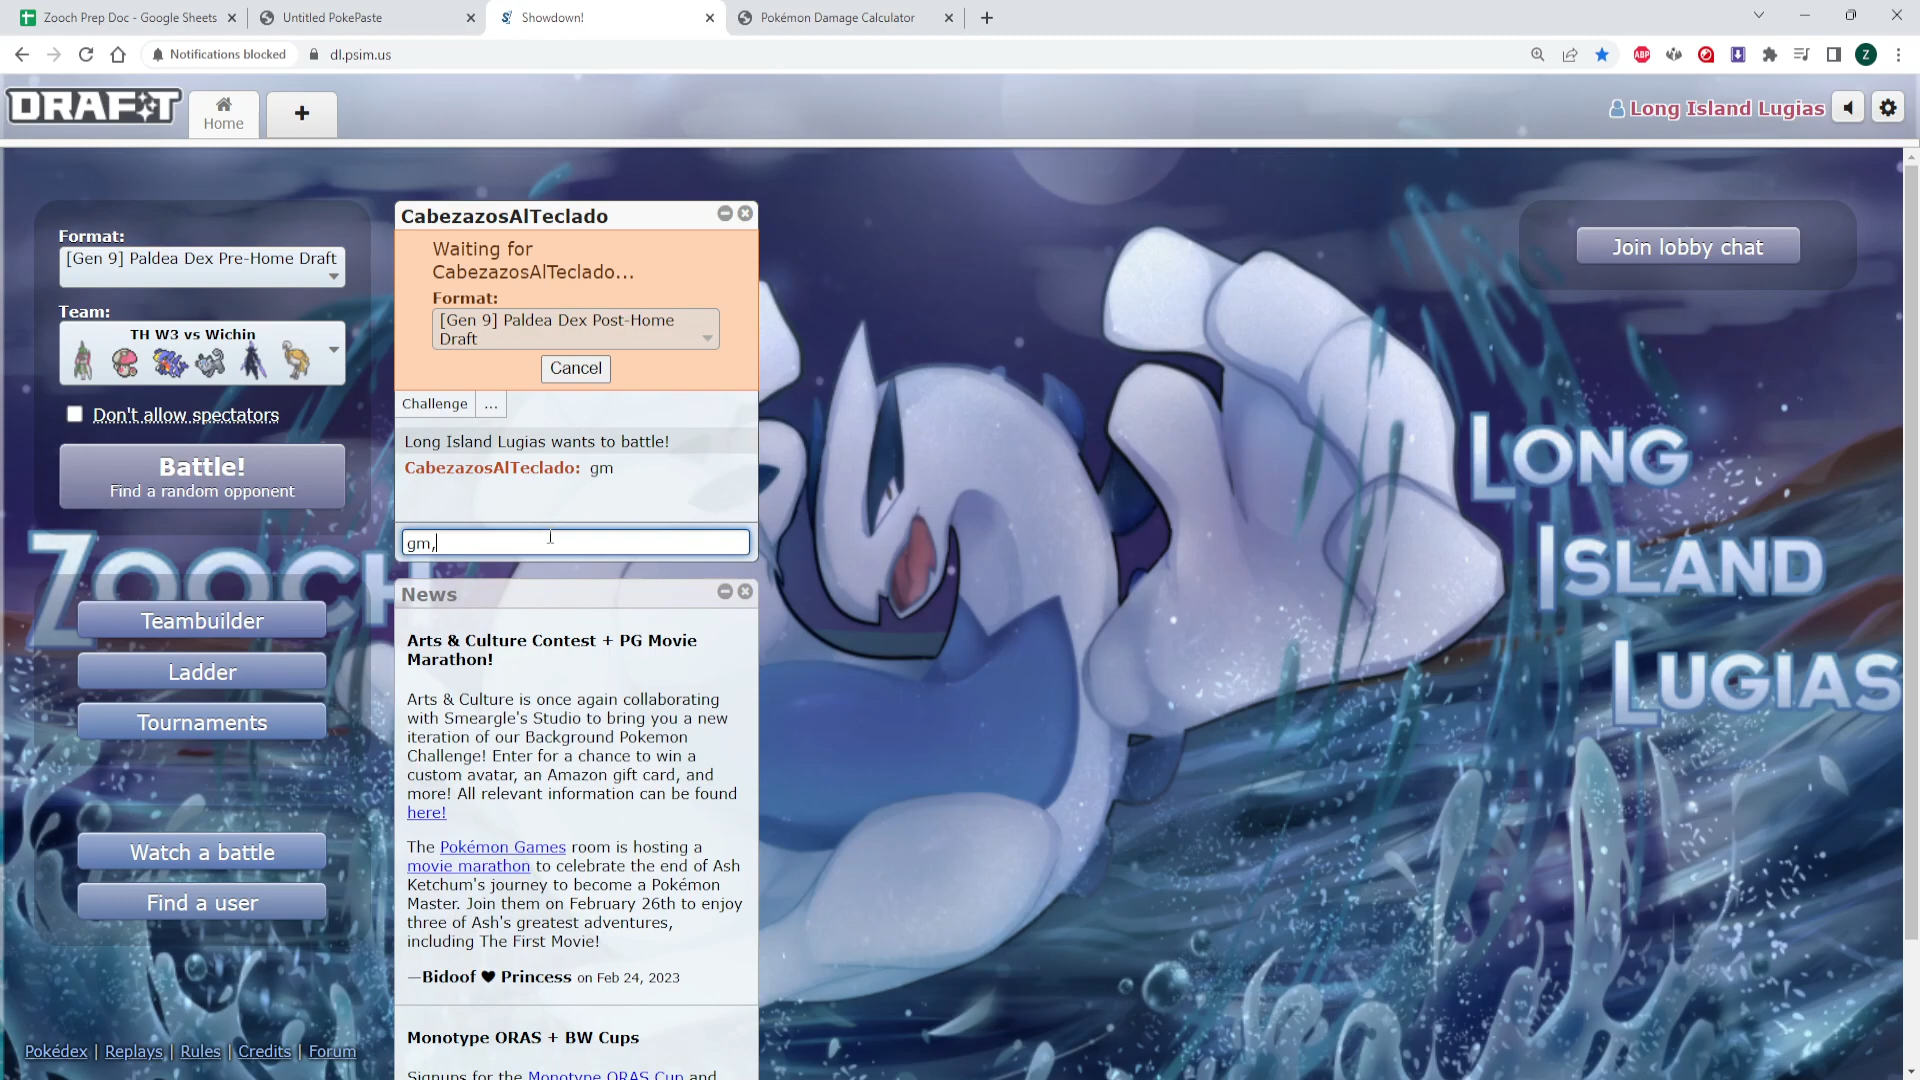 Zooch Prep Doc - Google Sheets
Untitled PokePaste
Showdown!
Pokémon Damage Calculator
Notifications blocked
dl.psim.us
ABP
Z
DRAFT
Home
Long Island Lugias
Format:
[Gen 9] Paldea Dex Pre-Home Draft
Team:
TH W3 vs Wichin
Don't allow spectators
Battle!
Find a random opponent
ZOOCH
Teambuilder
Ladder
Tournaments
Watch a battle
Find a user
Pokédex | Replays | Rules | Credits | Forum
CabezazosAlTeclado
Waiting for
CabezazosAlTeclado...
Format:
[Gen 9] Paldea Dex Post-Home
Draft
Cancel
Challenge ...
Long Island Lugias wants to battle!
CabezazosAlTeclado: gm
gm,
News
Arts & Culture Contest + PG Movie
Marathon!
Arts & Culture is once again collaborating
with Smeargle's Studio to bring you a new
iteration of our Background Pokemon
Challenge! Enter for a chance to win a
custom avatar, an Amazon gift card, and
more! All relevant information can be found
here!
The Pokémon Games room is hosting a
movie marathon to celebrate the end of Ash
Ketchum's journey to become a Pokémon
Master. Join them on February 26th to enjoy
three of Ash's greatest adventures,
including The First Movie!
—Bidoof ♥ Princess on Feb 24, 2023
Monotype ORAS + BW Cups
Signups for the Monotype ORAS Cup and
Join lobby chat
LONG
ISLAND
LUGIAS